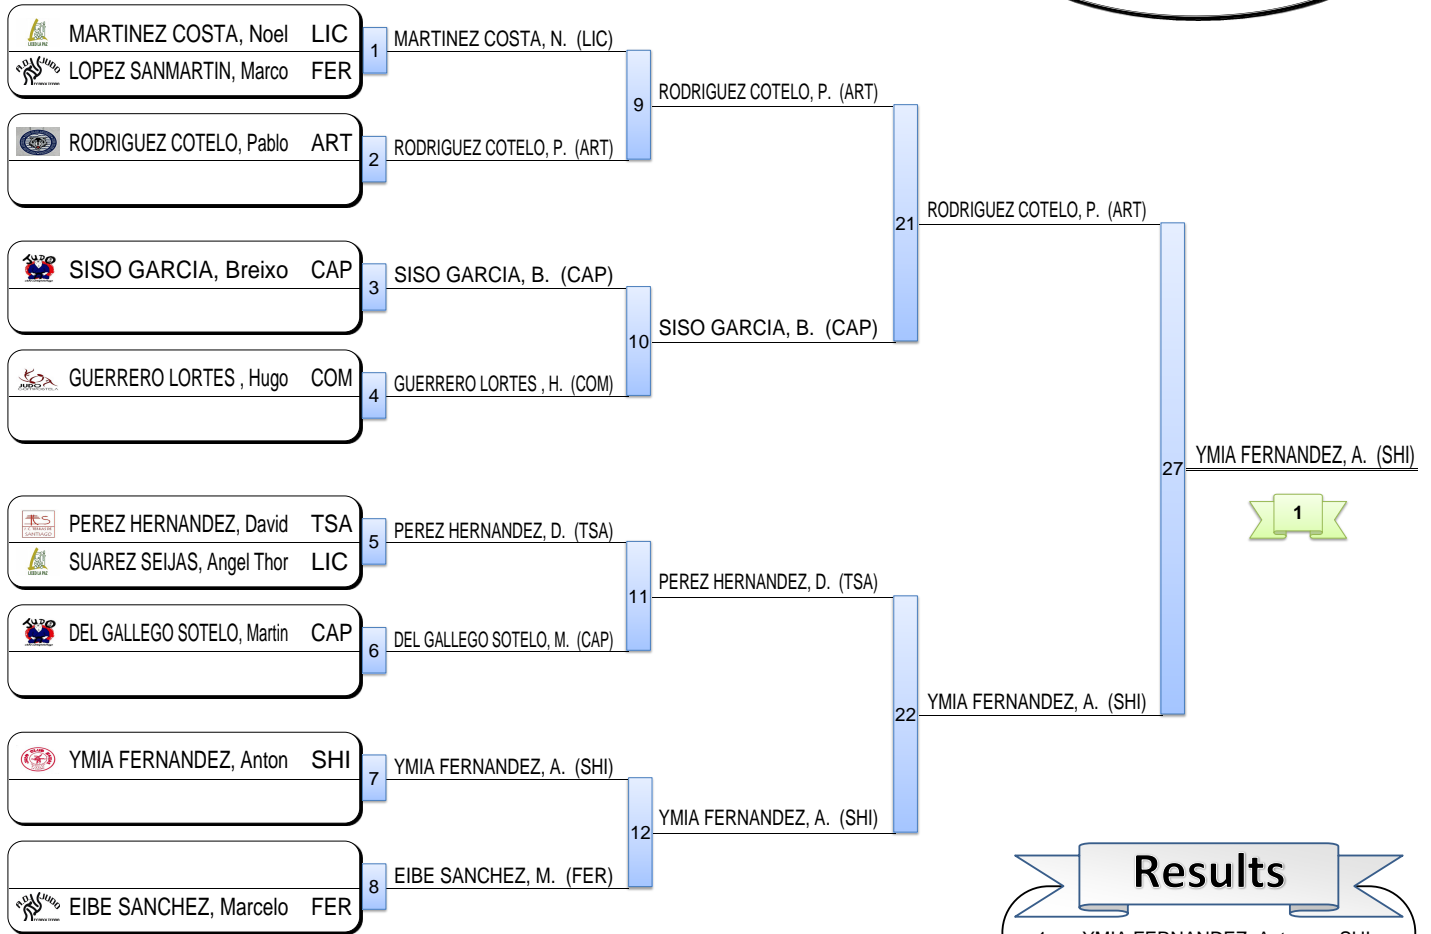 MARTINEZ COSTA, Noel LIC
LOPEZ SANMARTIN, Marco FER
1
MARTINEZ COSTA, N. (LIC)
RODRIGUEZ COTELO, Pablo ART
2
RODRIGUEZ COTELO, P. (ART)
9
RODRIGUEZ COTELO, P. (ART)
SISO GARCIA, Breixo CAP
3
SISO GARCIA, B. (CAP)
GUERRERO LORTES , Hugo COM
4
GUERRERO LORTES , H. (COM)
10
SISO GARCIA, B. (CAP)
21
RODRIGUEZ COTELO, P. (ART)
PEREZ HERNANDEZ, David TSA
SUAREZ SEIJAS, Angel Thor LIC
5
PEREZ HERNANDEZ, D. (TSA)
DEL GALLEGO SOTELO, Martin CAP
6
DEL GALLEGO SOTELO, M. (CAP)
11
PEREZ HERNANDEZ, D. (TSA)
YMIA FERNANDEZ, Anton SHI
7
YMIA FERNANDEZ, A. (SHI)
EIBE SANCHEZ, Marcelo FER
8
EIBE SANCHEZ, M. (FER)
12
YMIA FERNANDEZ, A. (SHI)
22
YMIA FERNANDEZ, A. (SHI)
27
YMIA FERNANDEZ, A. (SHI)
1
Results
1 YMIA FERNANDEZ, Anton SHI